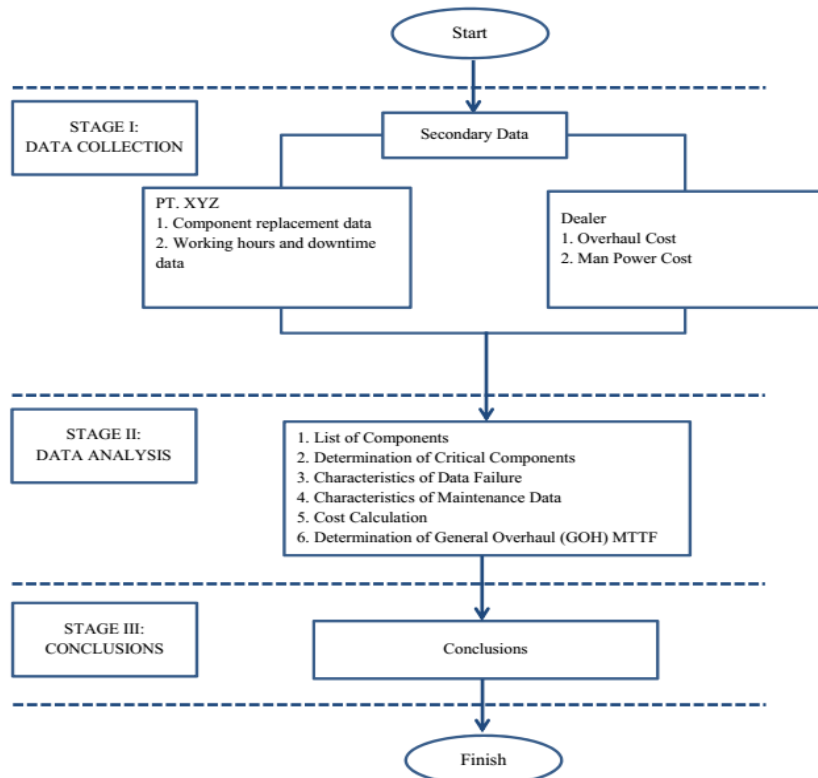 Start
STAGE I:
DATA COLLECTION
Secondary Data
PT. XYZ
1. Component replacement data
2. Working hours and downtime
data
Dealer
1. Overhaul Cost
2. Man Power Cost
STAGE II:
DATA ANALYSIS
1. List of Components
2. Determination of Critical Components
3. Characteristics of Data Failure
4. Characteristics of Maintenance Data
5. Cost Calculation
6. Determination of General Overhaul (GOH) MTTF
STAGE III:
CONCLUSIONS
Conclusions
Finish